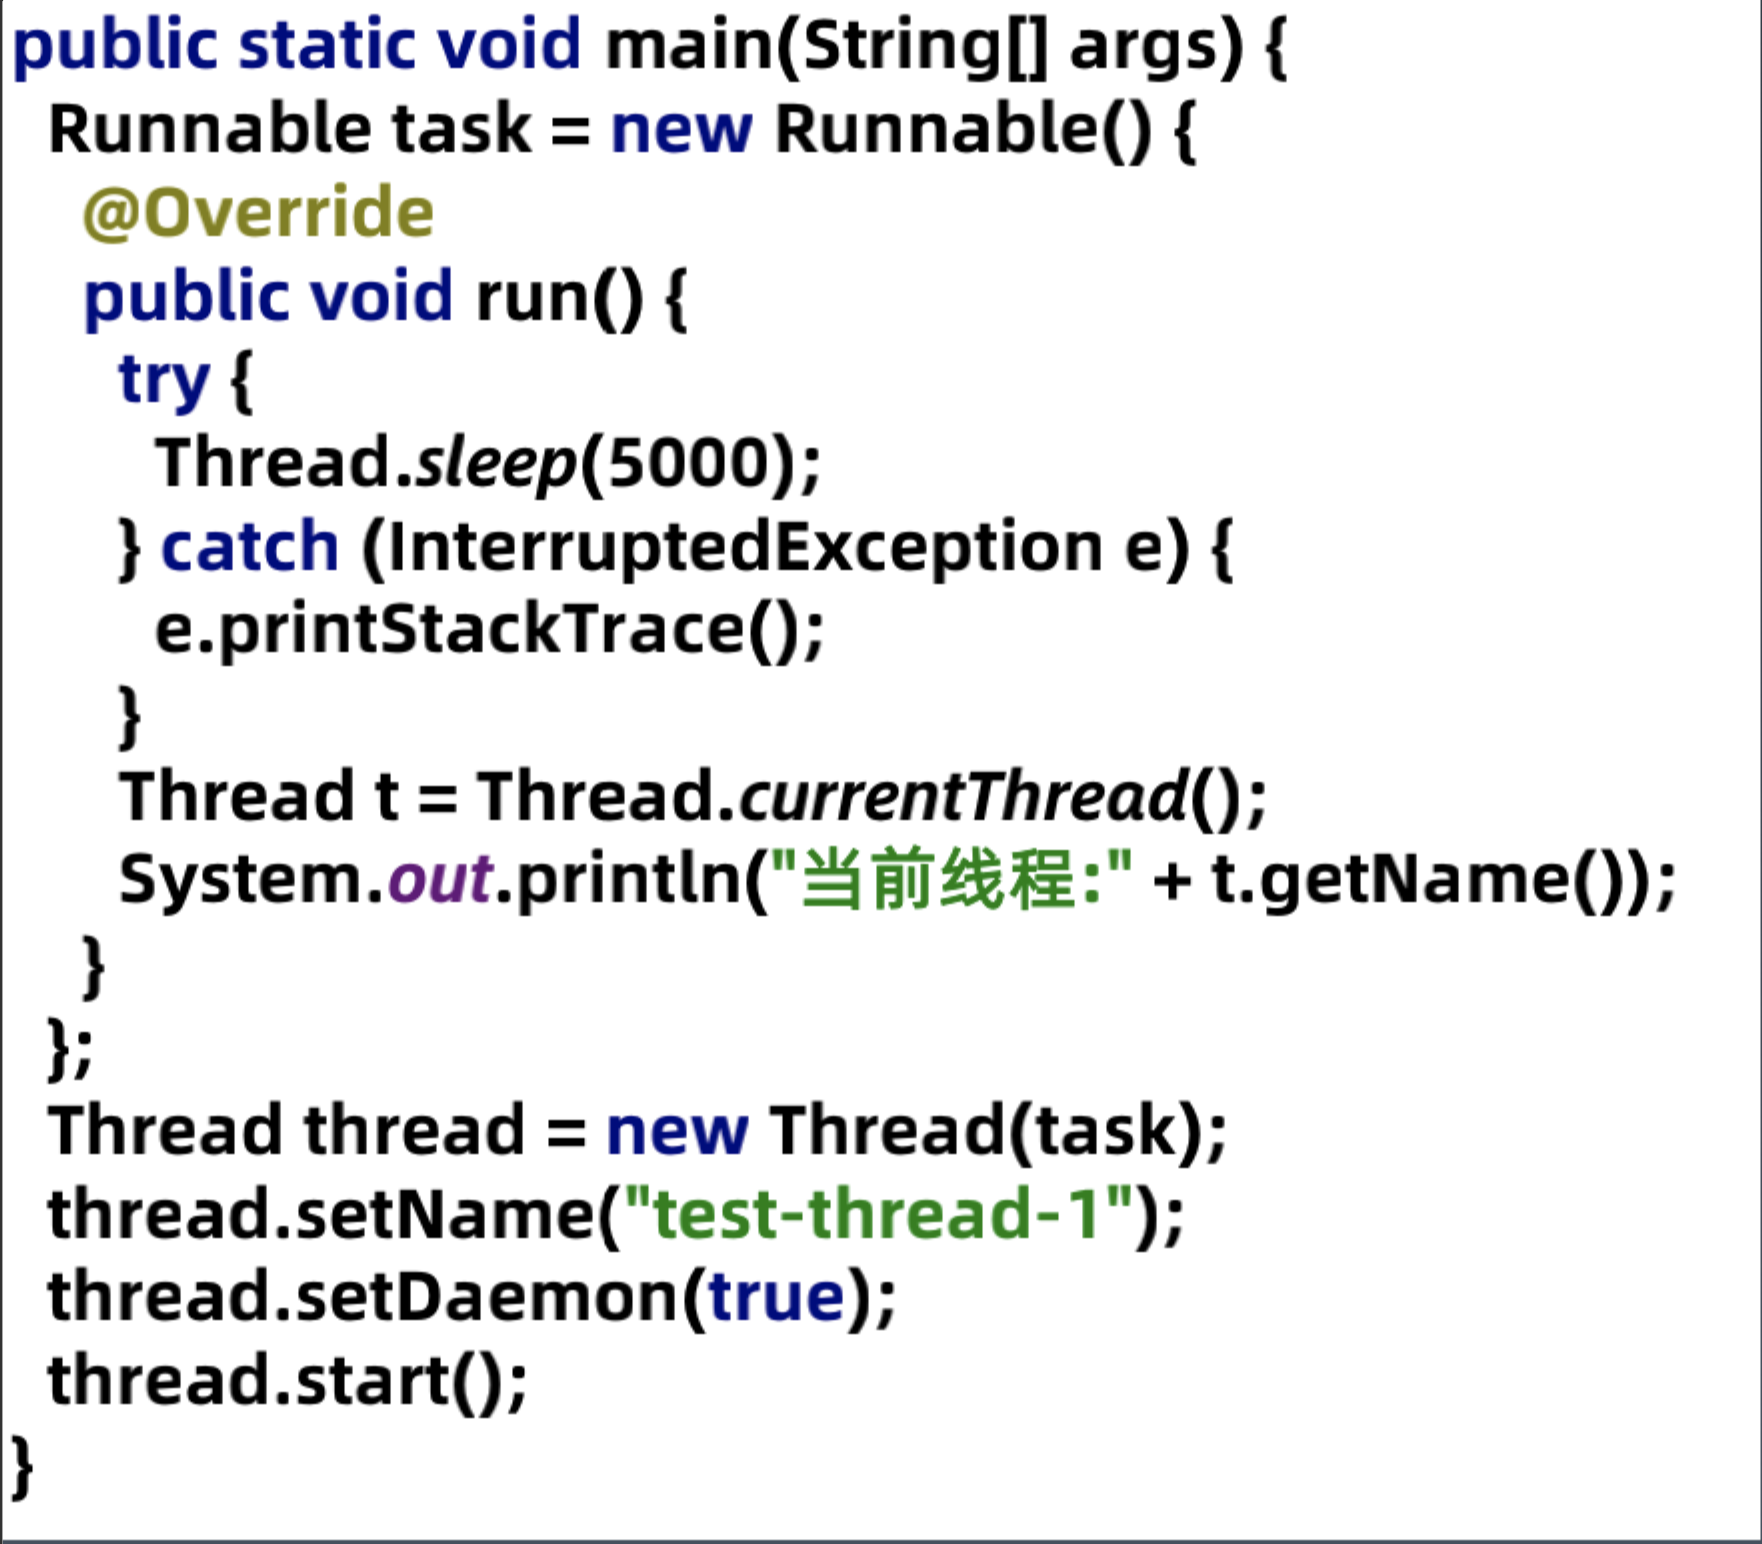 public static void main(String[] args) {
Runnable task = new Runnable() {
@Override
public void run() {
try {
Thread.sleep(5000);
} catch (InterruptedException e) {
e.printStackTrace();
}
Thread t = Thread.currentThread();
System.out.println("当前线程:" + t.getName());
}
};
Thread thread = new Thread(task);
thread.setName("test-thread-1");
thread.setDaemon(true);
thread.start();
}